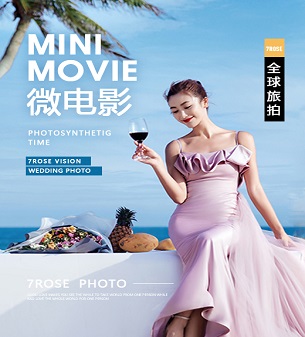 MINI
MOVIE
微电影
PHOTOSYNTHETIG
TIME
7ROSE VISION
WEDDING PHOTO
7ROSE
全球旅拍
7ROSE PHOTO